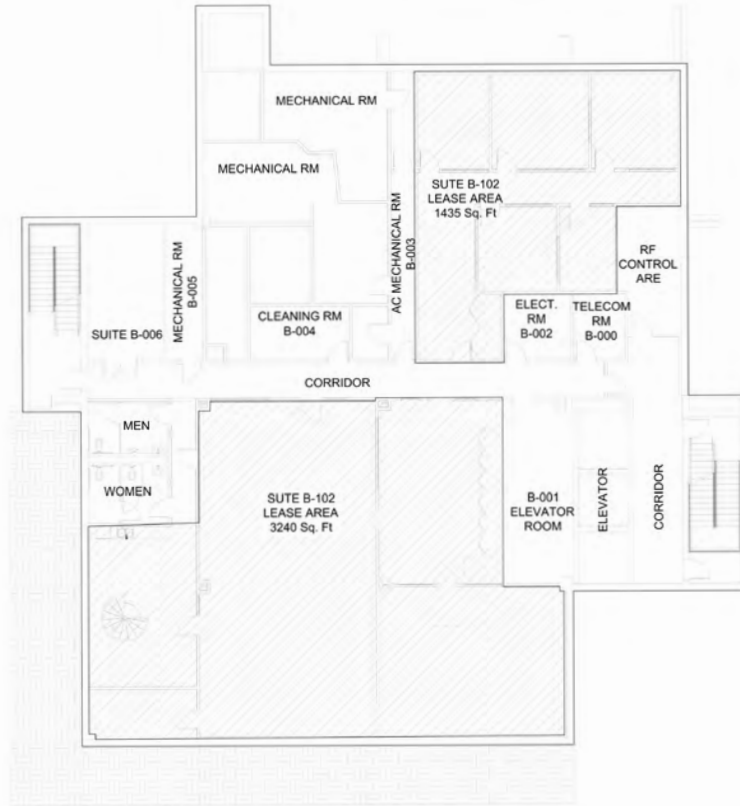 MECHANICAL RM
MECHANICAL RM
SUTE B-102
LEASE AREA
1435 Sq. Ft
AC MECHANICAL RM
B-003
MECHANICAL RM
B-005
RF
CONTROL
ARE
SUITE B-006
CLEANING RM
B-004
ELECT.
RM
B-002
TELECOM
RM
B-000
CORRIDOR
MEN
WOMEN
SUTE B-102
LEASE AREA
3240 Sq. Ft
B-001
ELEVATOR
ROOM
ELEVATOR
CORRIDOR